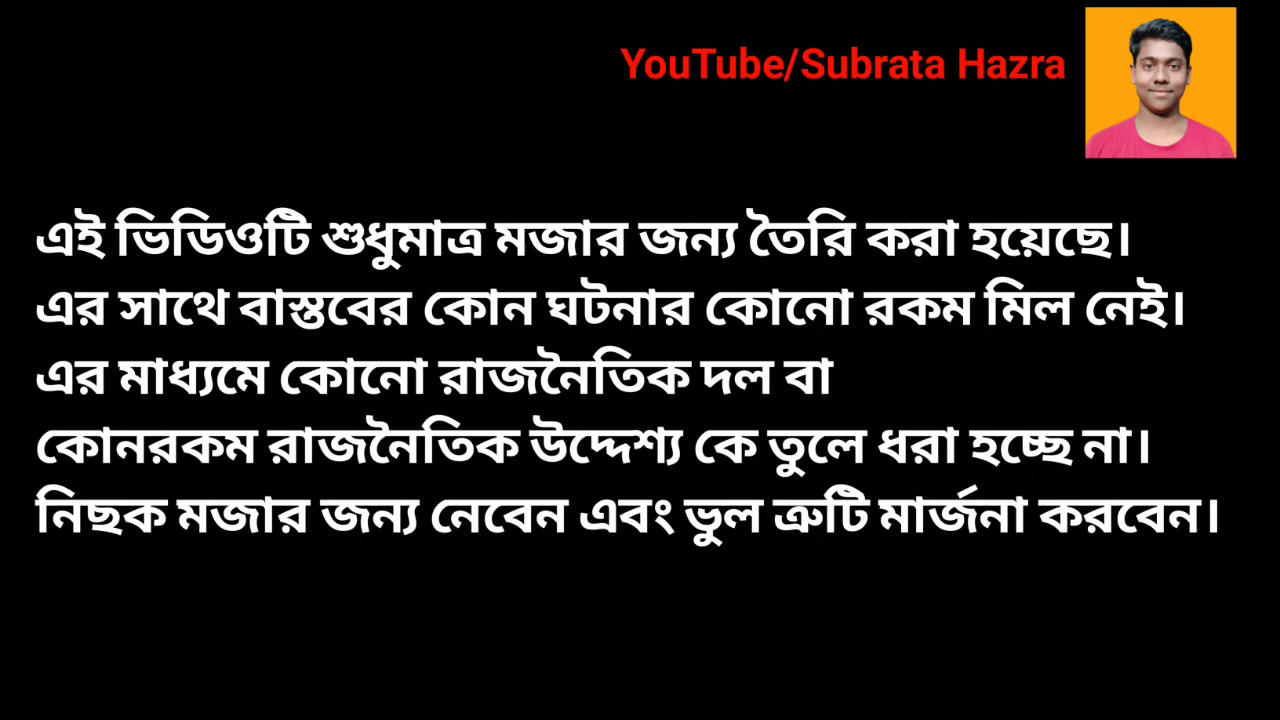 YouTube/Subrata Hazra
এই ভিডিওটি শুধুমাত্র মজার জন্য তৈরি করা হয়েছে।
এর সাথে বাস্তবের কোন ঘটনার কোনো রকম মিল নেই।
এর মাধ্যমে কোনো রাজনৈতিক দল বা
কোনরকম রাজনৈতিক উদ্দেশ্য কে তুলে ধরা হচ্ছে না।
নিছক মজার জন্য নেবেন এবং ভুল ত্রুটি মার্জনা করবেন।